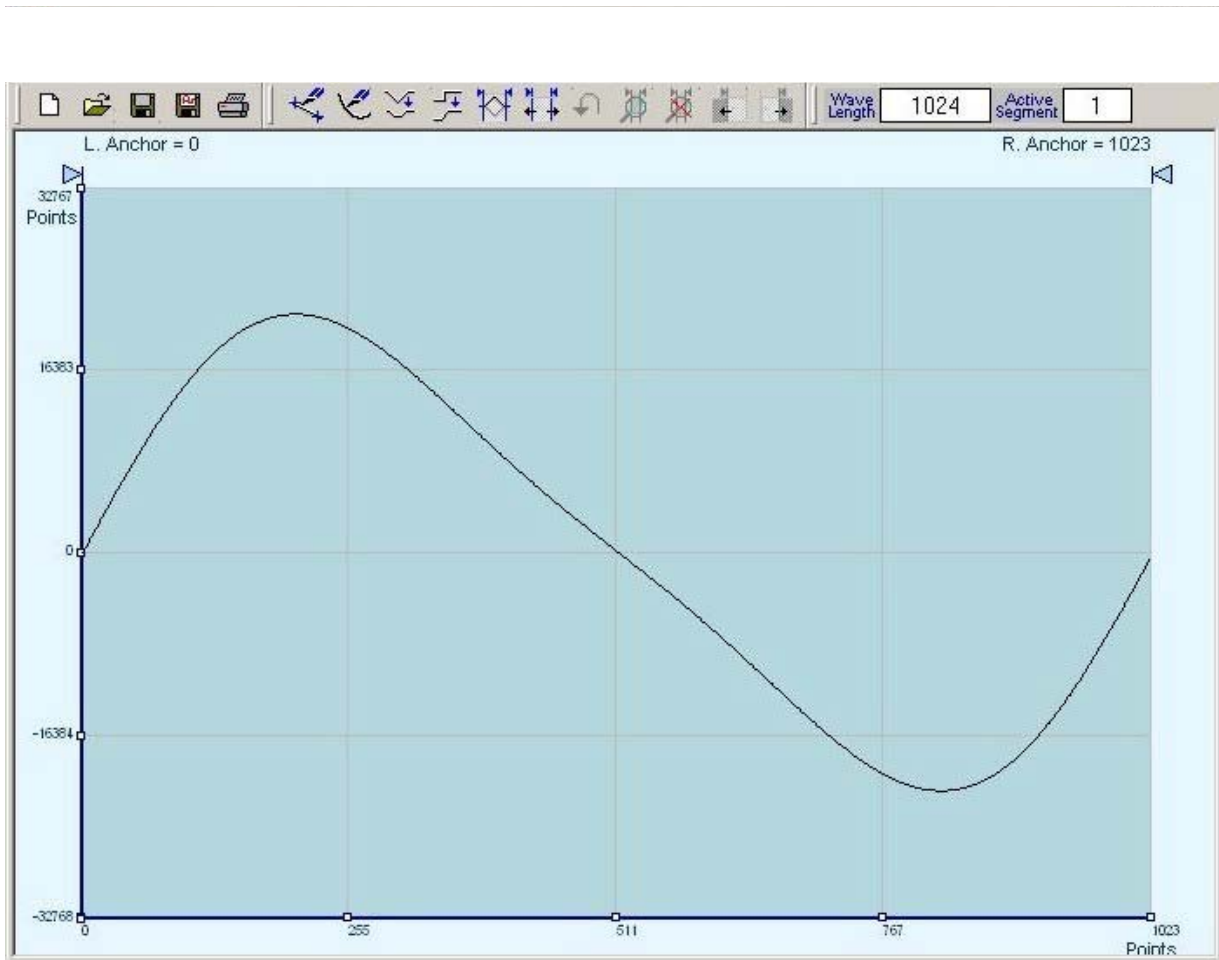 Wave Length 1024 Active Segment 1
L. Anchor = 0 R. Anchor = 1023
32767
Points
16383
0
-16384
-32768
0 255 511 767 1023
Points